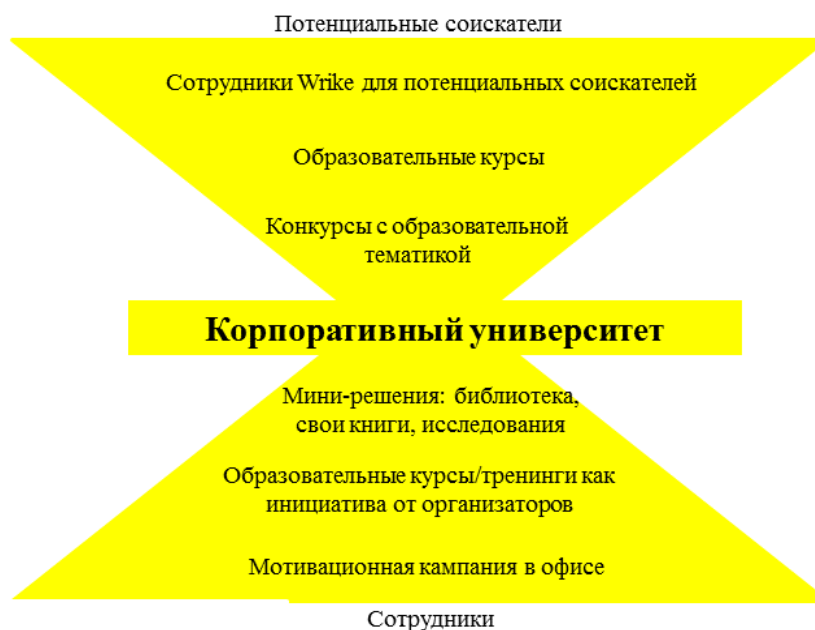 Потенциальные соискатели
Сотрудники Wrike для потенциальных соискателей
Образовательные курсы
Конкурсы с образовательной
тематикой
Корпоративный университет
Мини-решения: библиотека,
свои книги, исследования
Образовательные курсы/тренинги как
инициатива от организаторов
Мотивационная кампания в офисе
Сотрудники